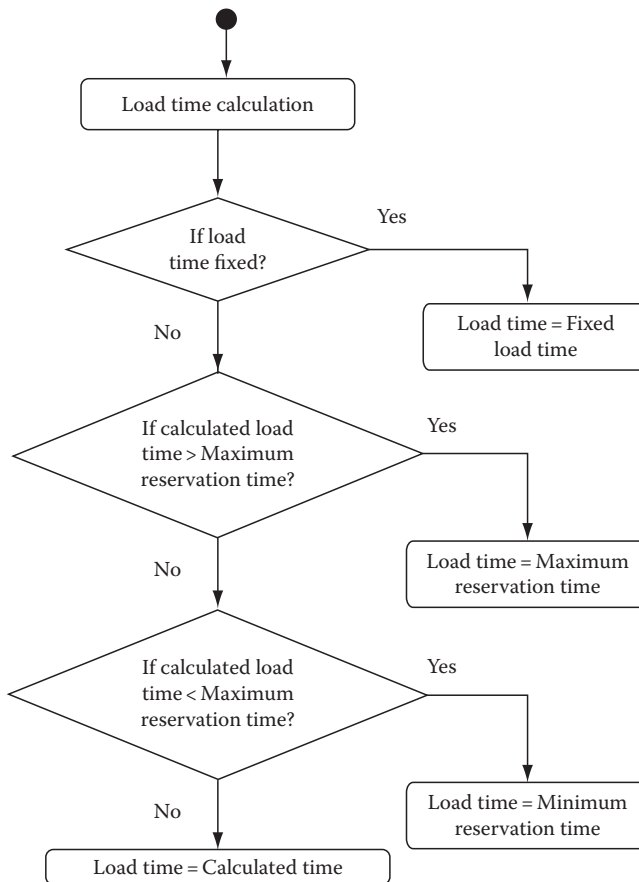 Load time calculation
If load
time fixed?
Yes
No
Load time = Fixed
load time
If calculated load
time > Maximum
reservation time?
Yes
No
Load time = Maximum
reservation time
If calculated load
time < Maximum
reservation time?
Yes
No
Load time = Minimum
reservation time
Load time = Calculated time